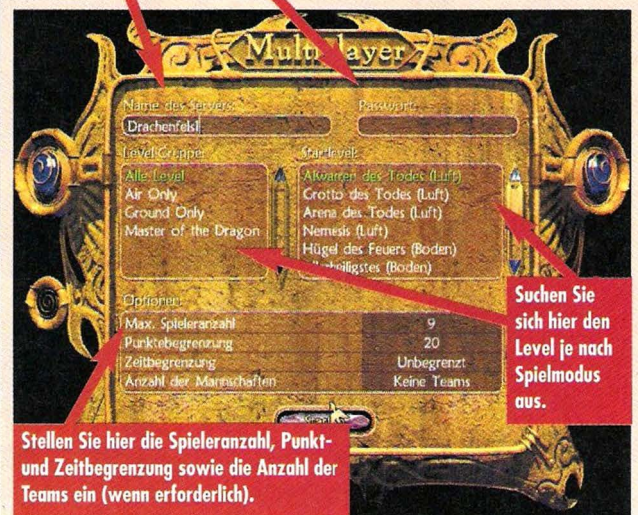 Multiplayer
Name des Servers: Passwort:
Drachenfels
Level-Gruppe: Startlevel:
Alle Level
Air Only
Ground Only
Master of the Dragon
Akwarren des Todes (Luft)
Grotto des Todes (Luft)
Arena des Todes (Luft)
Nemesis (Luft)
Hügel des Feuers (Boden)
(Boden)
Suchen Sie
sich hier den
Level je nach
Spielmodus
aus.
Optionen:
Max. Spieleranzahl 9
Punktebegrenzung 20
Zeitbegrenzung Unbegrenzt
Anzahl der Mannschaften Keine Teams
Stellen Sie hier die Spieleranzahl, Punkt-
und Zeitbegrenzung sowie die Anzahl der
Teams ein (wenn erforderlich).